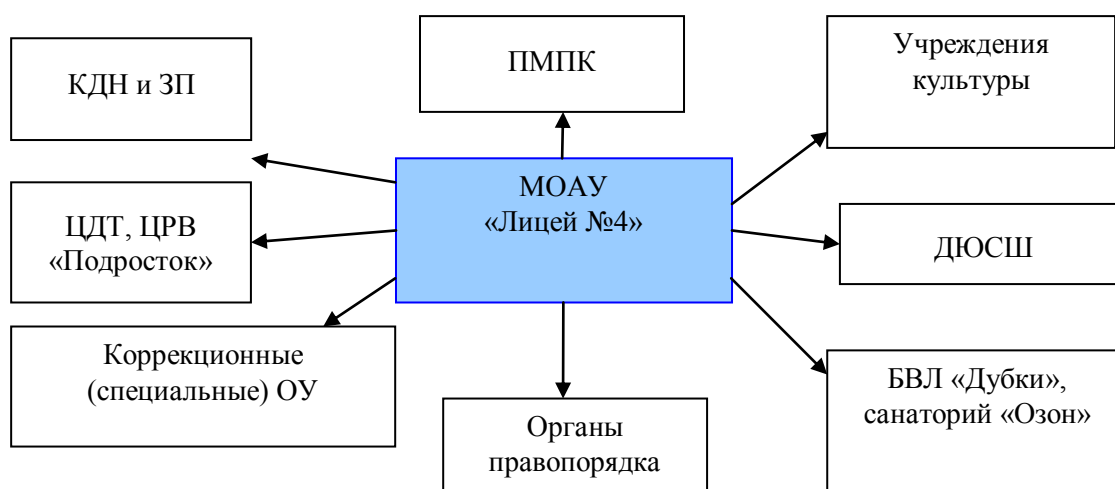 КДН и ЗП
ПМПК
Учреждения
культуры
МОАУ
«Лицей №4»
ЦДТ, ЦРВ
«Подросток»
ДЮСШ
Коррекционные
(специальные) ОУ
БВЛ «Дубки»,
санаторий «Озон»
Органы
правопорядка